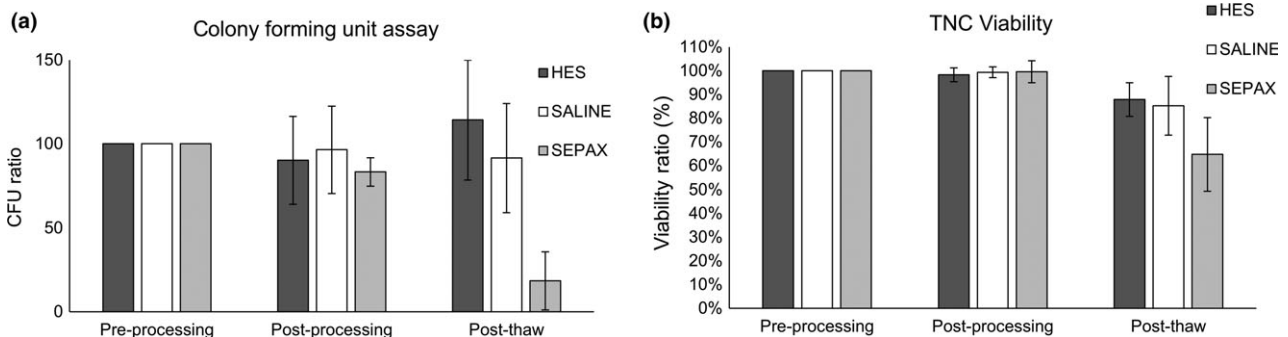 (a)
Colony forming unit assay
150
100
50
0
CFU ratio
HES
SALINE
SEPAX
Pre-processing
Post-processing
Post-thaw
(b)
TNC Viability
110%
100%
90%
80%
70%
60%
50%
40%
30%
20%
10%
0%
Viability ratio (%)
HES
SALINE
SEPAX
Pre-processing
Post-processing
Post-thaw